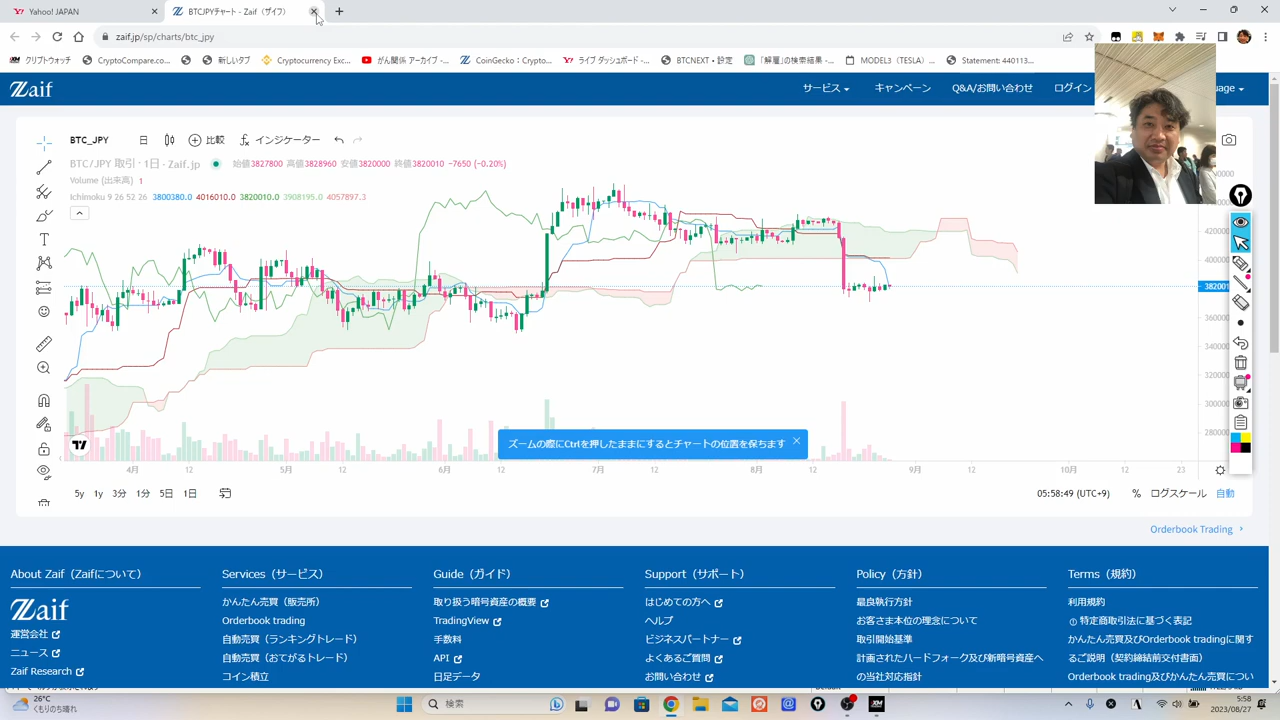 Yahoo! JAPAN
BTCJPYチャート - Zaif（ザイフ）
zaif.jp/sp/charts/btc_jpy
クリプトウォッチ
CryptoCompare.co...
新しいタブ
Cryptocurrency Exc...
がん関係 アーカイブ -...
CoinGecko：Crypto...
ライブ ダッシュボード -...
BTCNEXT • 設定
「解雇」の検索結果 -...
MODEL3（TESLA）...
Statement: 440113...
Zaif
サービス
キャンペーン
Q&A/お問い合わせ
ログイン
BTC_JPY
日
比較
インジケーター
BTC/JPY 取引・1日・Zaif.jp
始値3827800 高値3828960 安値3820000 終値3820010 −7650 (−0.20%)
Volume (出来高) 1
Ichimoku 9 26 52 26 3800380.0 4016010.0 3820010.0 3908195.0 4057897.3
ズームの際にCtrlを押したままにするとチャートの位置を保ちます
4月 12 5月 12 6月 12 7月 12 8月 12 9月 12 10月 12 23
5y 1y 3分 1分 5日 1日
05:58:49 (UTC+9)
%
ログスケール
自動
Orderbook Trading
About Zaif（Zaifについて）
Zaif
運営会社
ニュース
Zaif Research
Services（サービス）
かんたん売買（販売所）
Orderbook trading
自動売買（ランキングトレード）
自動売買（おてがるトレード）
コイン積立
Guide（ガイド）
取り扱う暗号資産の概要
TradingView
手数料
API
日足データ
Support（サポート）
はじめての方へ
ヘルプ
ビジネスパートナー
よくあるご質問
お問い合わせ
Policy（方針）
最良執行方針
お客さま本位の理念について
取引開始基準
計画されたハードフォーク及び新暗号資産へ
の当社対応指針
Terms（規約）
利用規約
特定商取引法に基づく表記
かんたん売買及びOrderbook tradingに関す
るご説明（契約締結前交付書面）
Orderbook trading及びかんたん売買につい
くもりのち晴れ
検索
5:58
2023/08/27